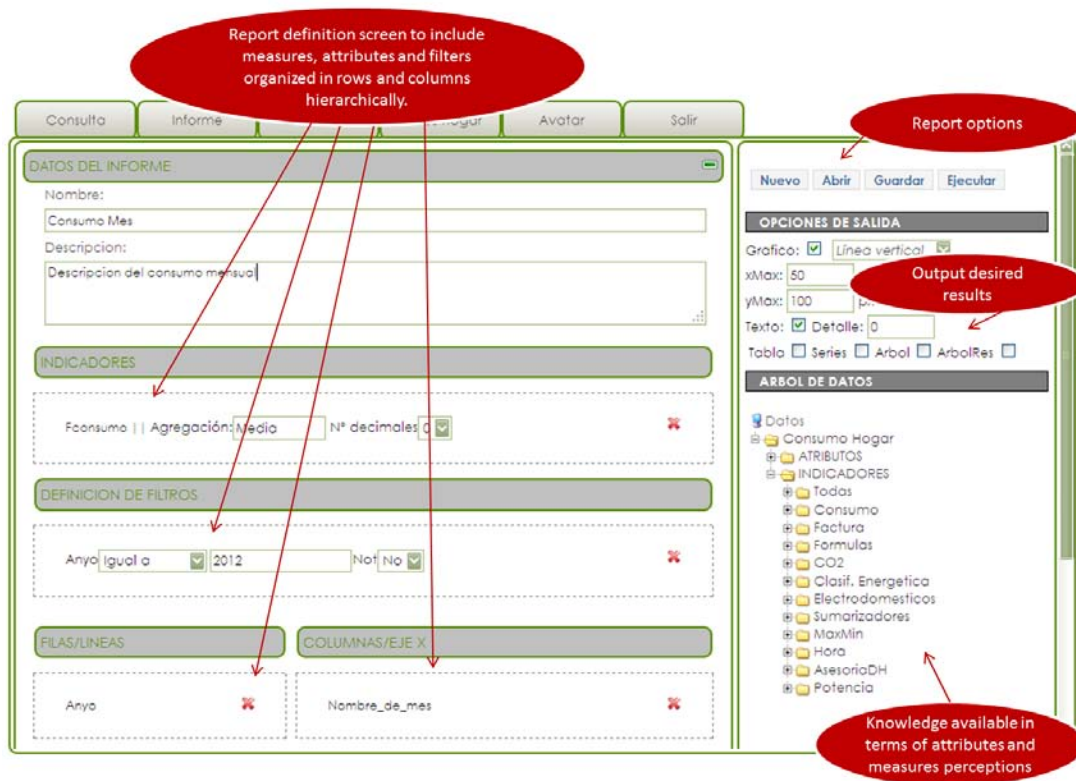 Report definition screen to include
measures, attributes and filters
organized in rows and columns
hierarchically.
Consulta
Informe
Hogar
Avatar
Salir
Report options
DATOS DEL INFORME
Nombre:
Consumo Mes
Descripcion:
Descripcion del consumo mensual
INDICADORES
Fconsumo || Agregación: Media Nº decimales 0
DEFINICION DE FILTROS
Anyo Igual a 2012 Not No
FILAS/LINEAS
COLUMNAS/EJE X
Anyo
Nombre_de_mes
Nuevo Abrir Guardar Ejecutar
OPCIONES DE SALIDA
Grafico: Línea vertical
xMax: 50
Output desired
results
yMax: 100
Texto: Detalle: 0
Tabla Series Arbol ArbolRes
ARBOL DE DATOS
Datos
Consumo Hogar
ATRIBUTOS
INDICADORES
Todas
Consumo
Factura
Formulas
CO2
Clasif. Energetica
Electrodomesticos
Sumarizadores
MaxMin
Hora
AsesoriaDH
Potencia
Knowledge available in
terms of attributes and
measures perceptions